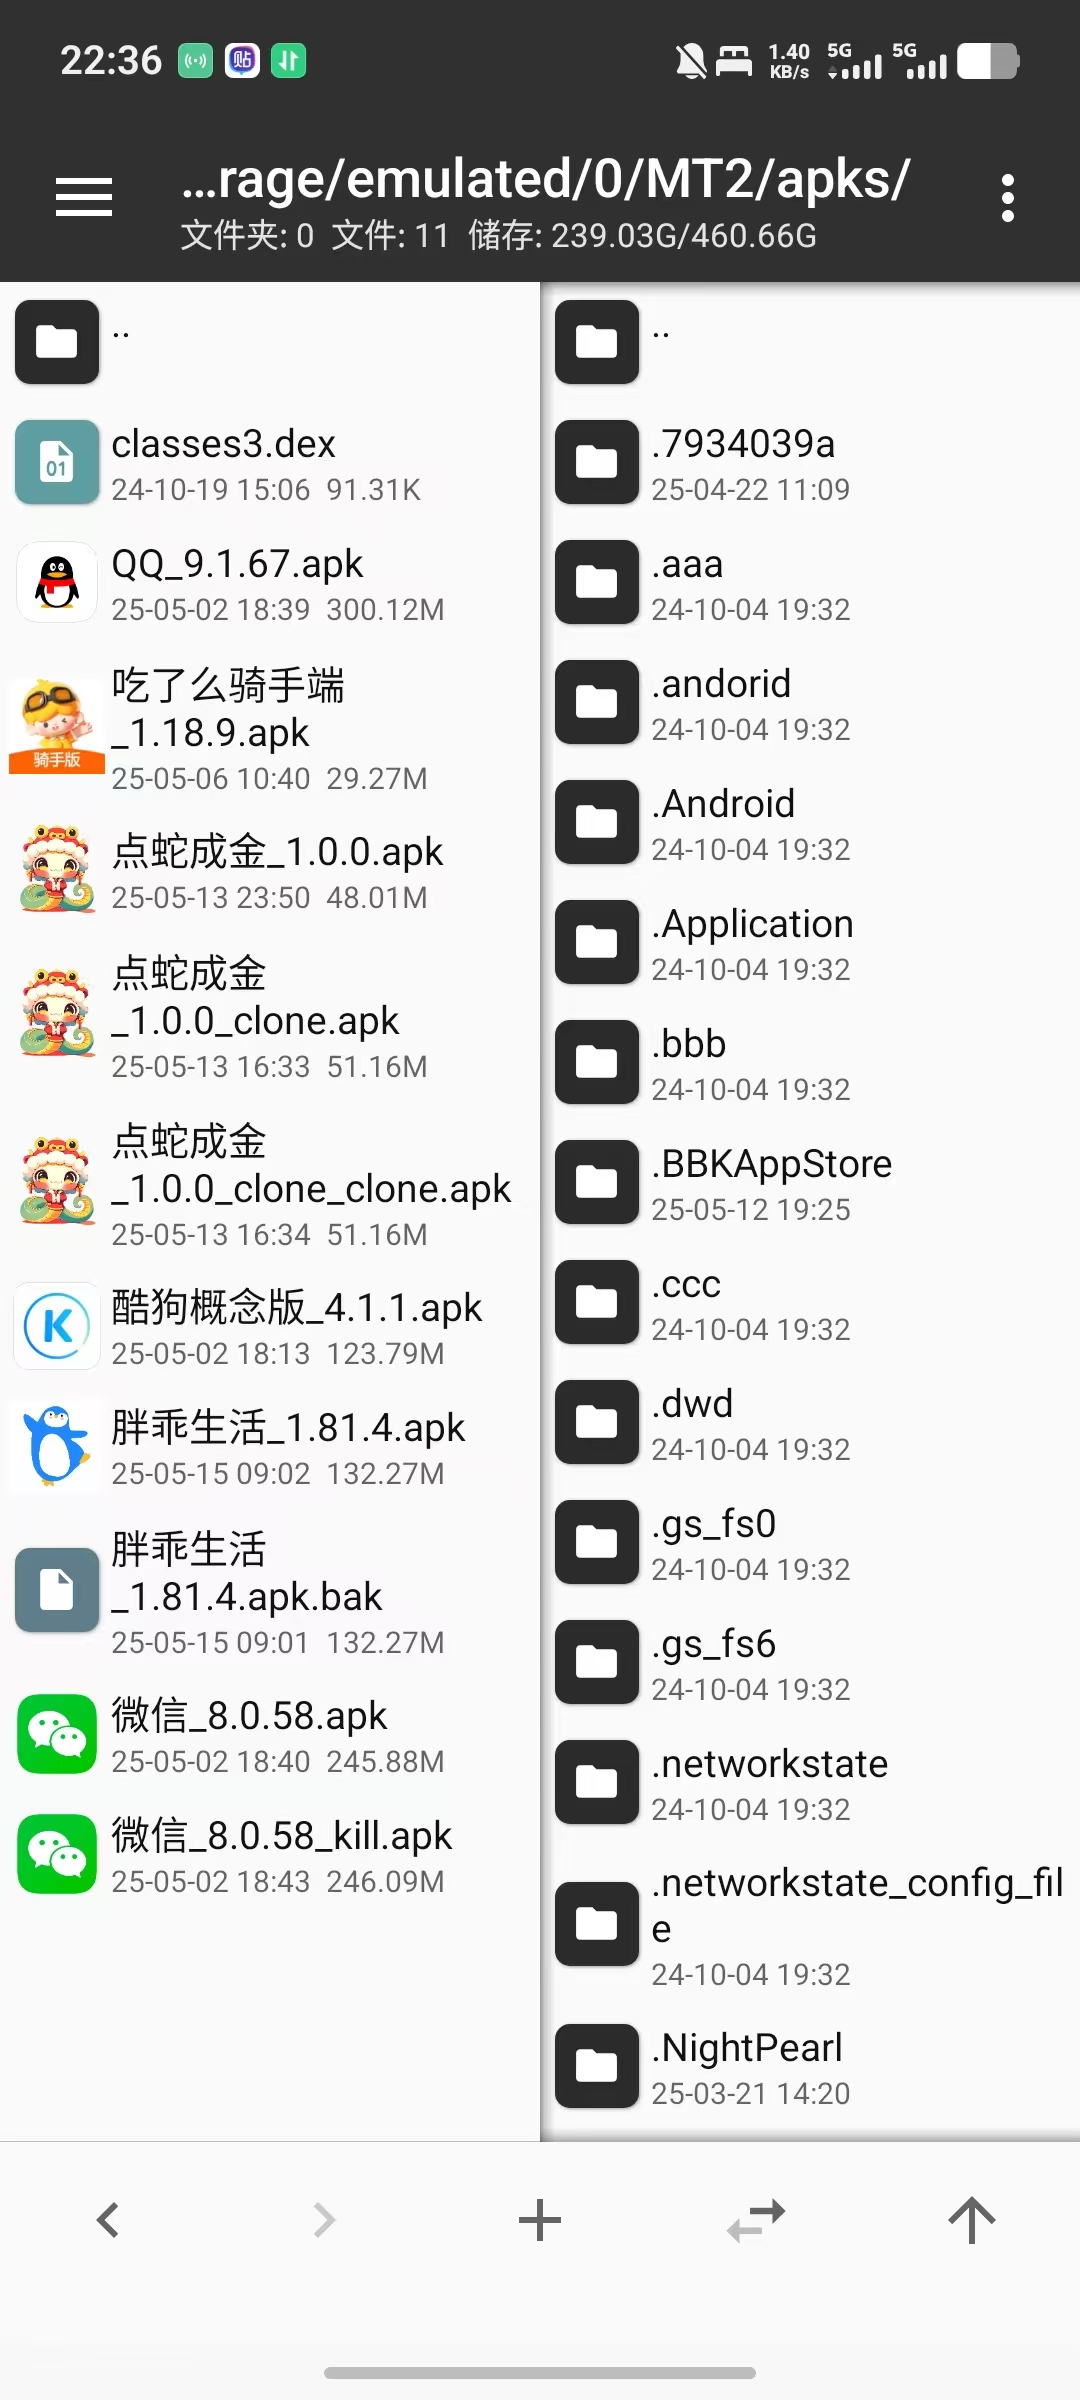 22:36
贴
1.40
KB/s
5G
5G
...rage/emulated/0/MT2/apks/
文件夹: 0 文件: 11 储存: 239.03G/460.66G
..
classes3.dex
24-10-19 15:06 91.31K
QQ_9.1.67.apk
25-05-02 18:39 300.12M
吃了么骑手端
_1.18.9.apk
25-05-06 10:40 29.27M
骑手版
点蛇成金_1.0.0.apk
25-05-13 23:50 48.01M
点蛇成金
_1.0.0_clone.apk
25-05-13 16:33 51.16M
点蛇成金
_1.0.0_clone_clone.apk
25-05-13 16:34 51.16M
酷狗概念版_4.1.1.apk
25-05-02 18:13 123.79M
胖乖生活_1.81.4.apk
25-05-15 09:02 132.27M
胖乖生活
_1.81.4.apk.bak
25-05-15 09:01 132.27M
微信_8.0.58.apk
25-05-02 18:40 245.88M
微信_8.0.58_kill.apk
25-05-02 18:43 246.09M
..
.7934039a
25-04-22 11:09
.aaa
24-10-04 19:32
.andorid
24-10-04 19:32
.Android
24-10-04 19:32
.Application
24-10-04 19:32
.bbb
24-10-04 19:32
.BBKAppStore
25-05-12 19:25
.ccc
24-10-04 19:32
.dwd
24-10-04 19:32
.gs_fs0
24-10-04 19:32
.gs_fs6
24-10-04 19:32
.networkstate
24-10-04 19:32
.networkstate_config_fil
e
24-10-04 19:32
.NightPearl
25-03-21 14:20